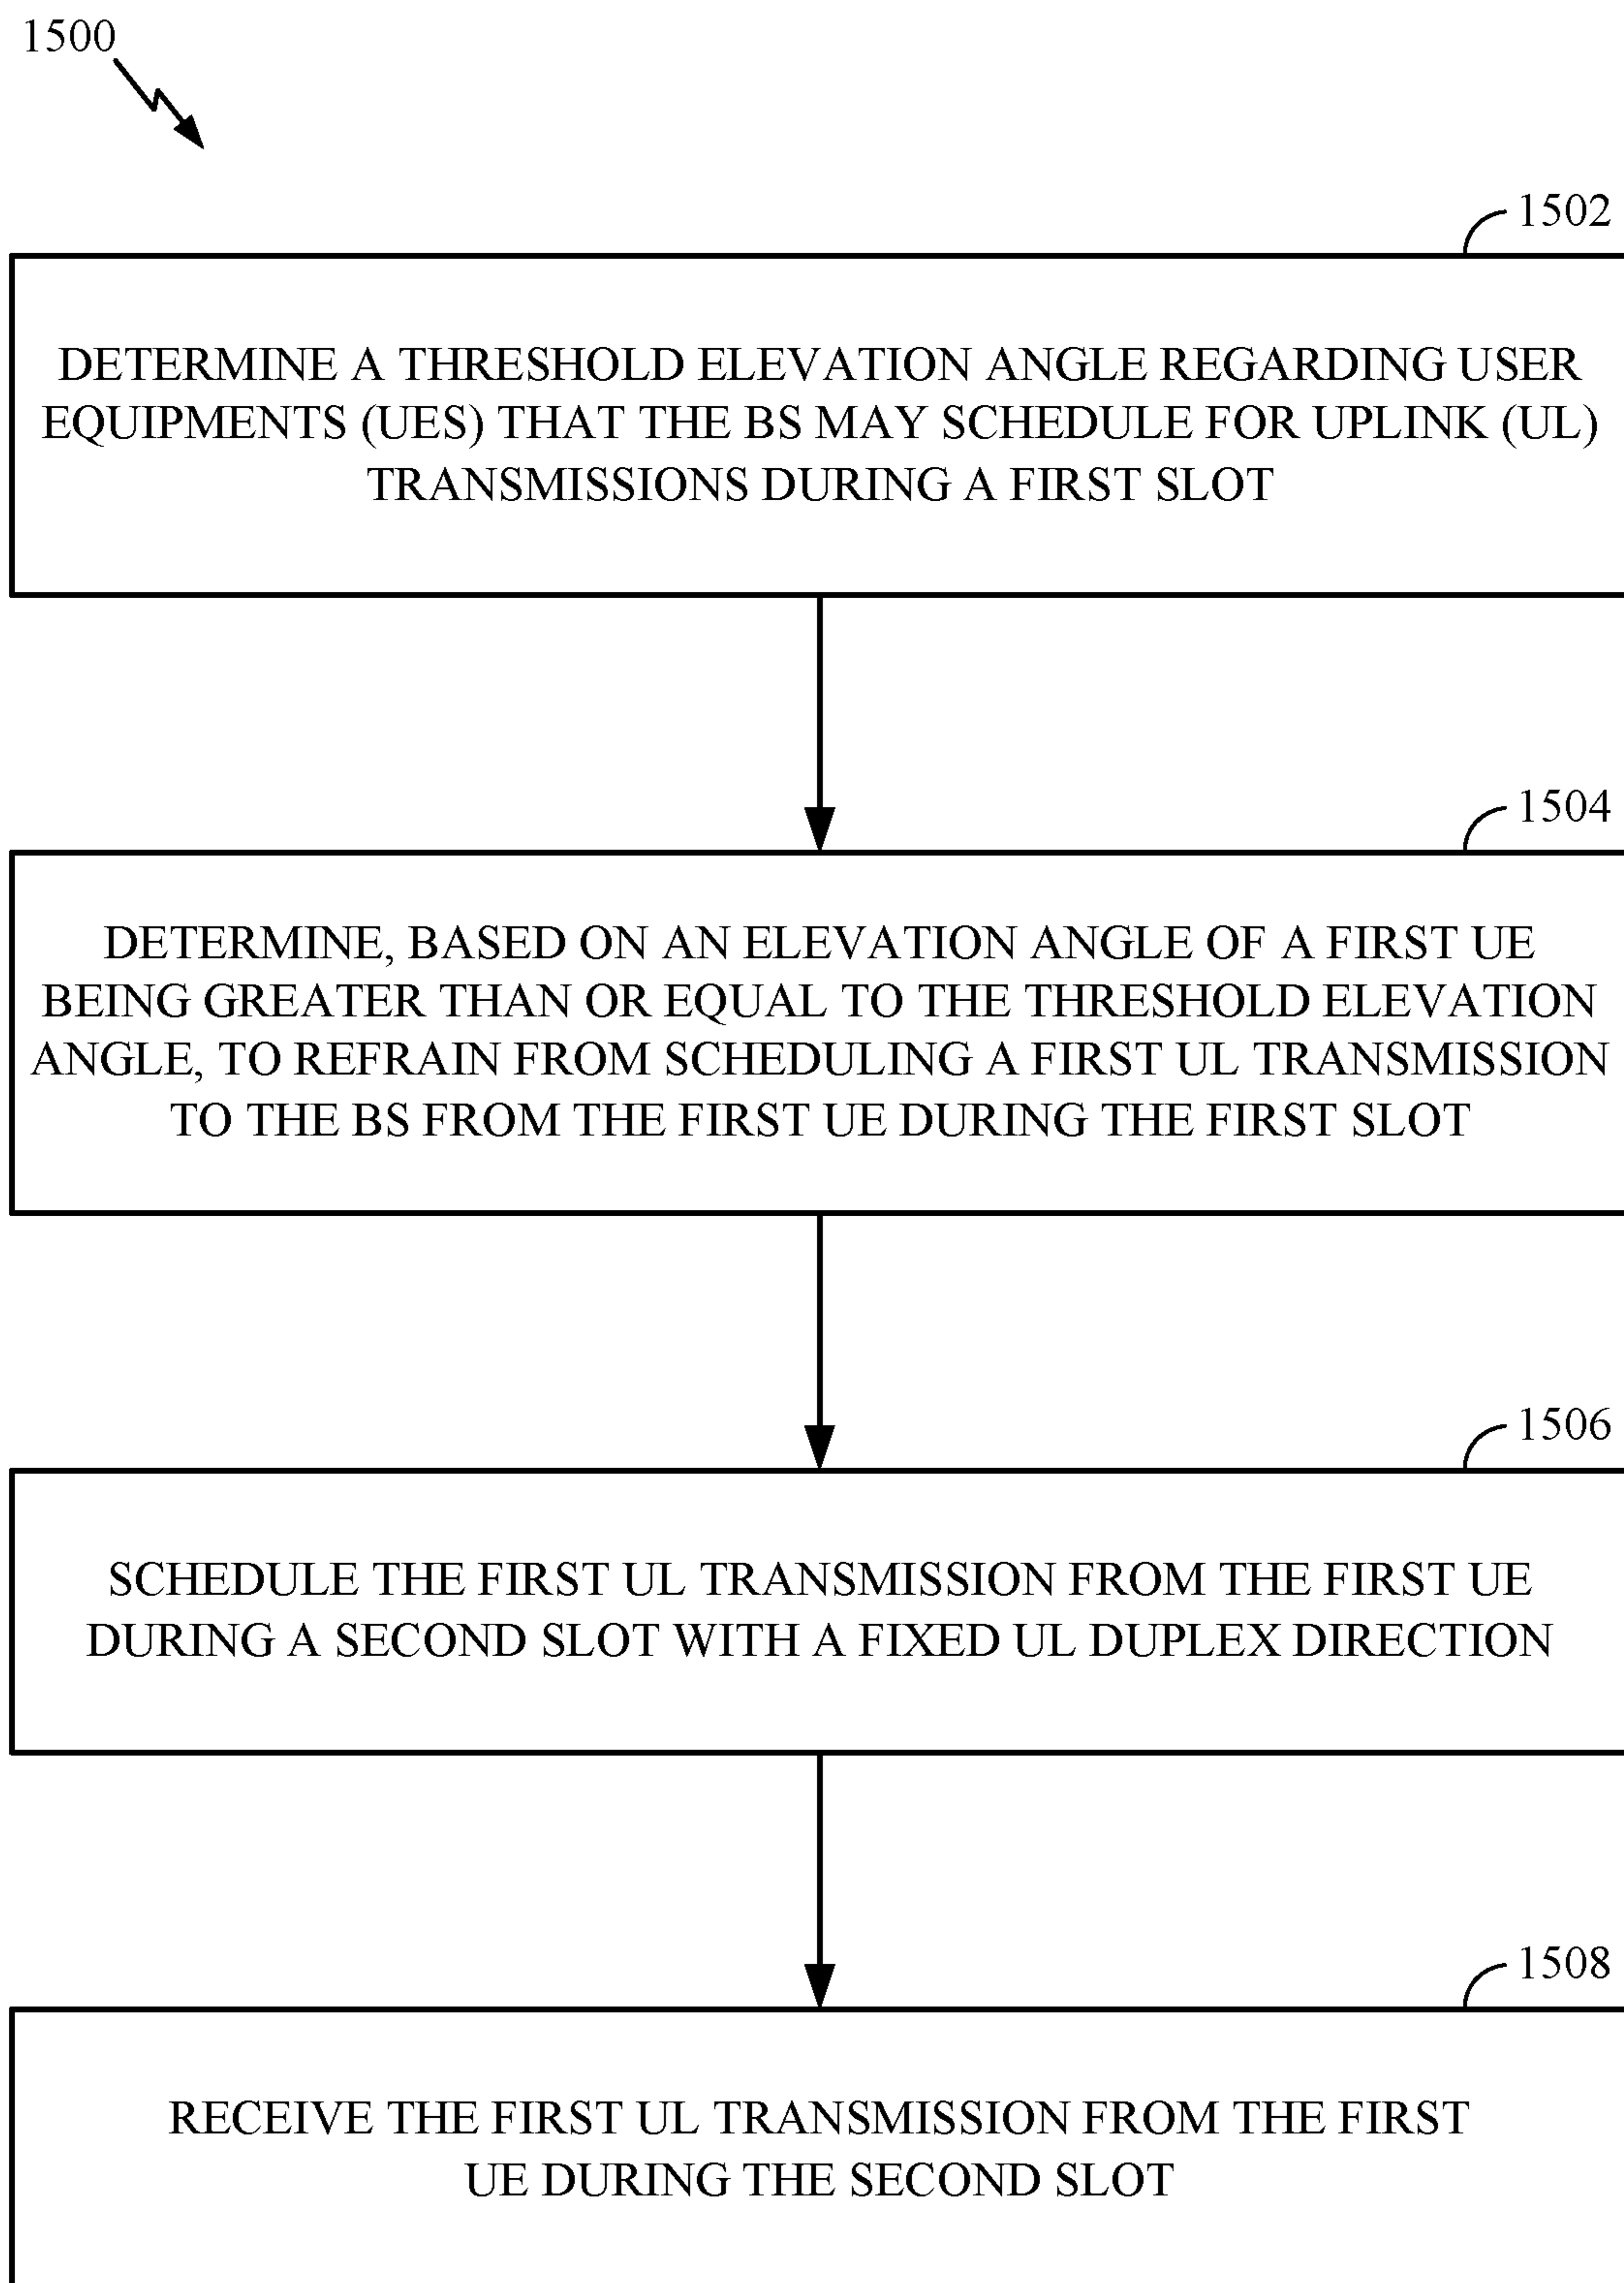 1500
1502
DETERMINE A THRESHOLD ELEVATION ANGLE REGARDING USER
EQUIPMENTS (UES) THAT THE BS MAY SCHEDULE FOR UPLINK (UL)
TRANSMISSIONS DURING A FIRST SLOT
1504
DETERMINE, BASED ON AN ELEVATION ANGLE OF A FIRST UE
BEING GREATER THAN OR EQUAL TO THE THRESHOLD ELEVATION
ANGLE, TO REFRAIN FROM SCHEDULING A FIRST UL TRANSMISSION
TO THE BS FROM THE FIRST UE DURING THE FIRST SLOT
1506
SCHEDULE THE FIRST UL TRANSMISSION FROM THE FIRST UE
DURING A SECOND SLOT WITH A FIXED UL DUPLEX DIRECTION
1508
RECEIVE THE FIRST UL TRANSMISSION FROM THE FIRST
UE DURING THE SECOND SLOT